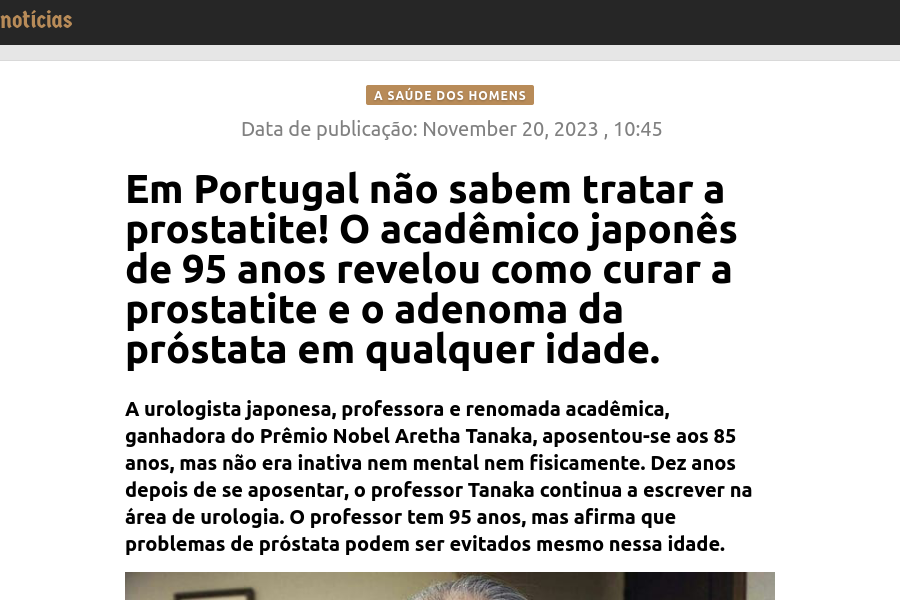 notícias
A SAÚDE DOS HOMENS
Data de publicação: November 20, 2023 , 10:45
Em Portugal não sabem tratar a
prostatite! O acadêmico japonês
de 95 anos revelou como curar a
prostatite e o adenoma da
próstata em qualquer idade.
A urologista japonesa, professora e renomada acadêmica,
ganhadora do Prêmio Nobel Aretha Tanaka, aposentou-se aos 85
anos, mas não era inativa nem mental nem fisicamente. Dez anos
depois de se aposentar, o professor Tanaka continua a escrever na
área de urologia. O professor tem 95 anos, mas afirma que
problemas de próstata podem ser evitados mesmo nessa idade.